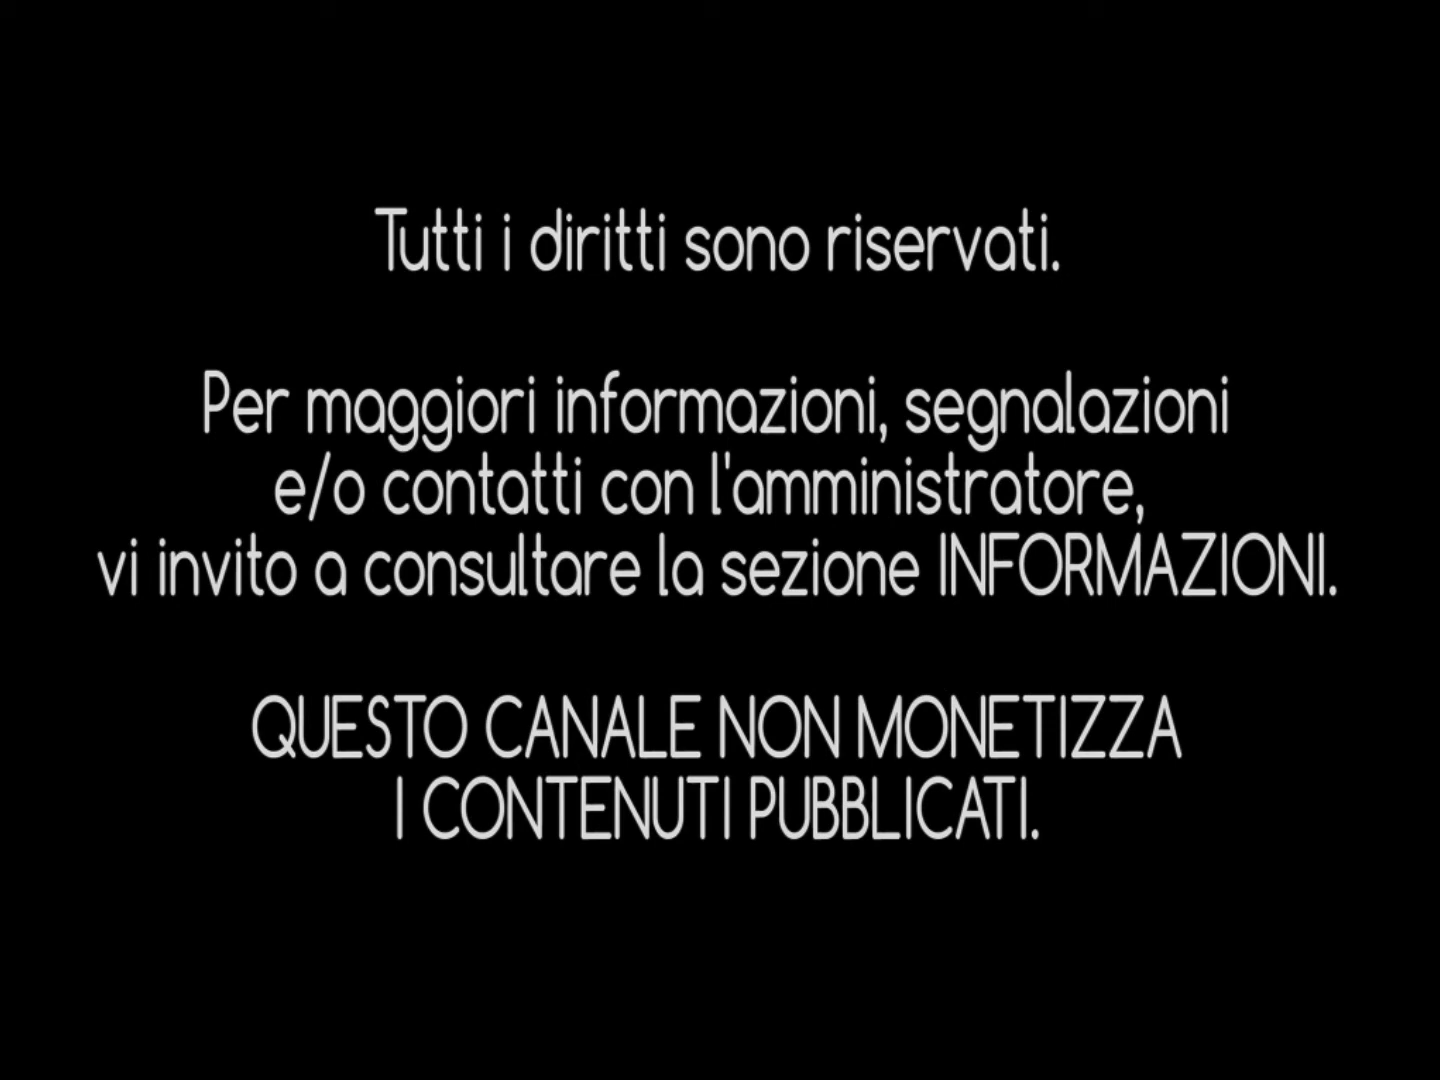 Tutti i diritti sono riservati.
Per maggiori informazioni, segnalazioni
e/o contatti con l'amministratore,
vi invito a consultare la sezione INFORMAZIONI.
QUESTO CANALE NON MONETIZZA
I CONTENUTI PUBBLICATI.